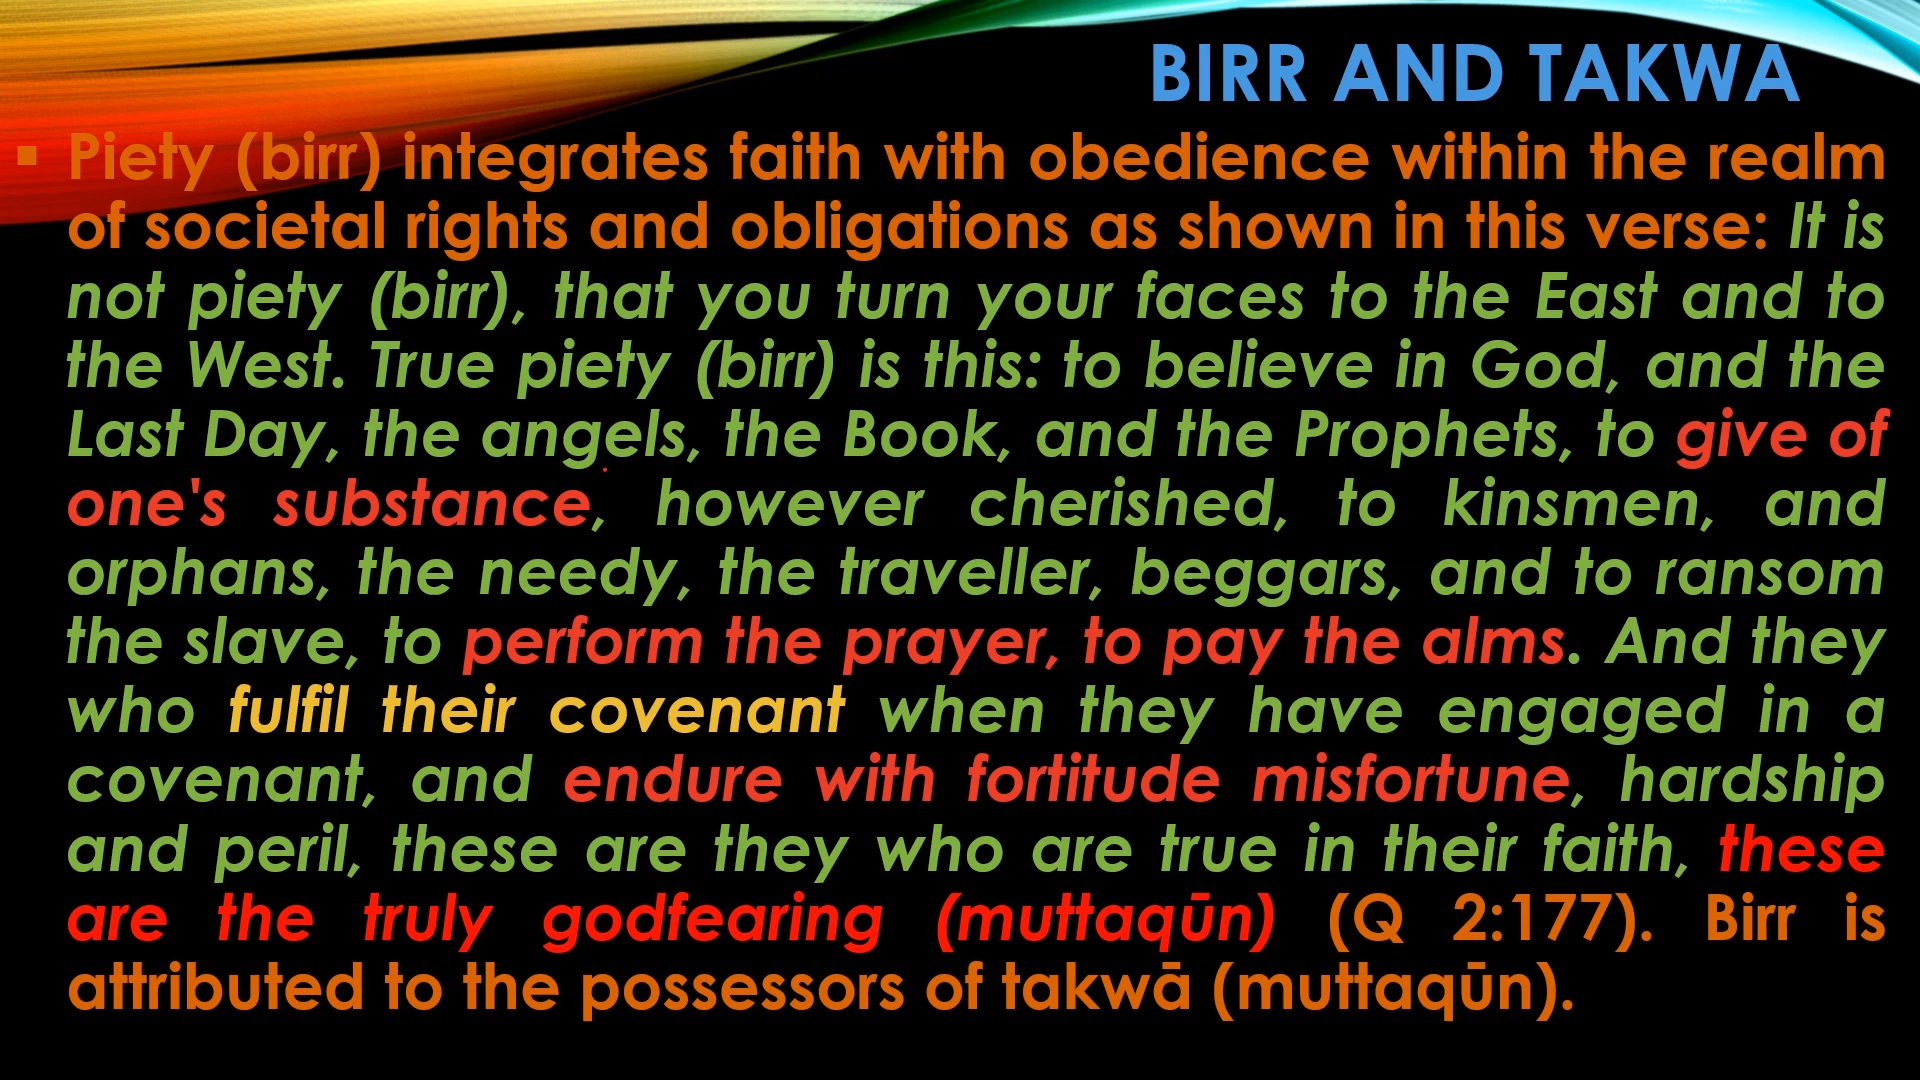 BIRR AND TAKWA
▪ Piety (birr) integrates faith with obedience within the realm
of societal rights and obligations as shown in this verse: It is
not piety (birr), that you turn your faces to the East and to
the West. True piety (birr) is this: to believe in God, and the
Last Day, the angels, the Book, and the Prophets, to give of
one's substance, however cherished, to kinsmen, and
orphans, the needy, the traveller, beggars, and to ransom
the slave, to perform the prayer, to pay the alms. And they
who fulfil their covenant when they have engaged in a
covenant, and endure with fortitude misfortune, hardship
and peril, these are they who are true in their faith, these
are the truly godfearing (muttaqūn) (Q 2:177). Birr is
attributed to the possessors of takwā (muttaqūn).